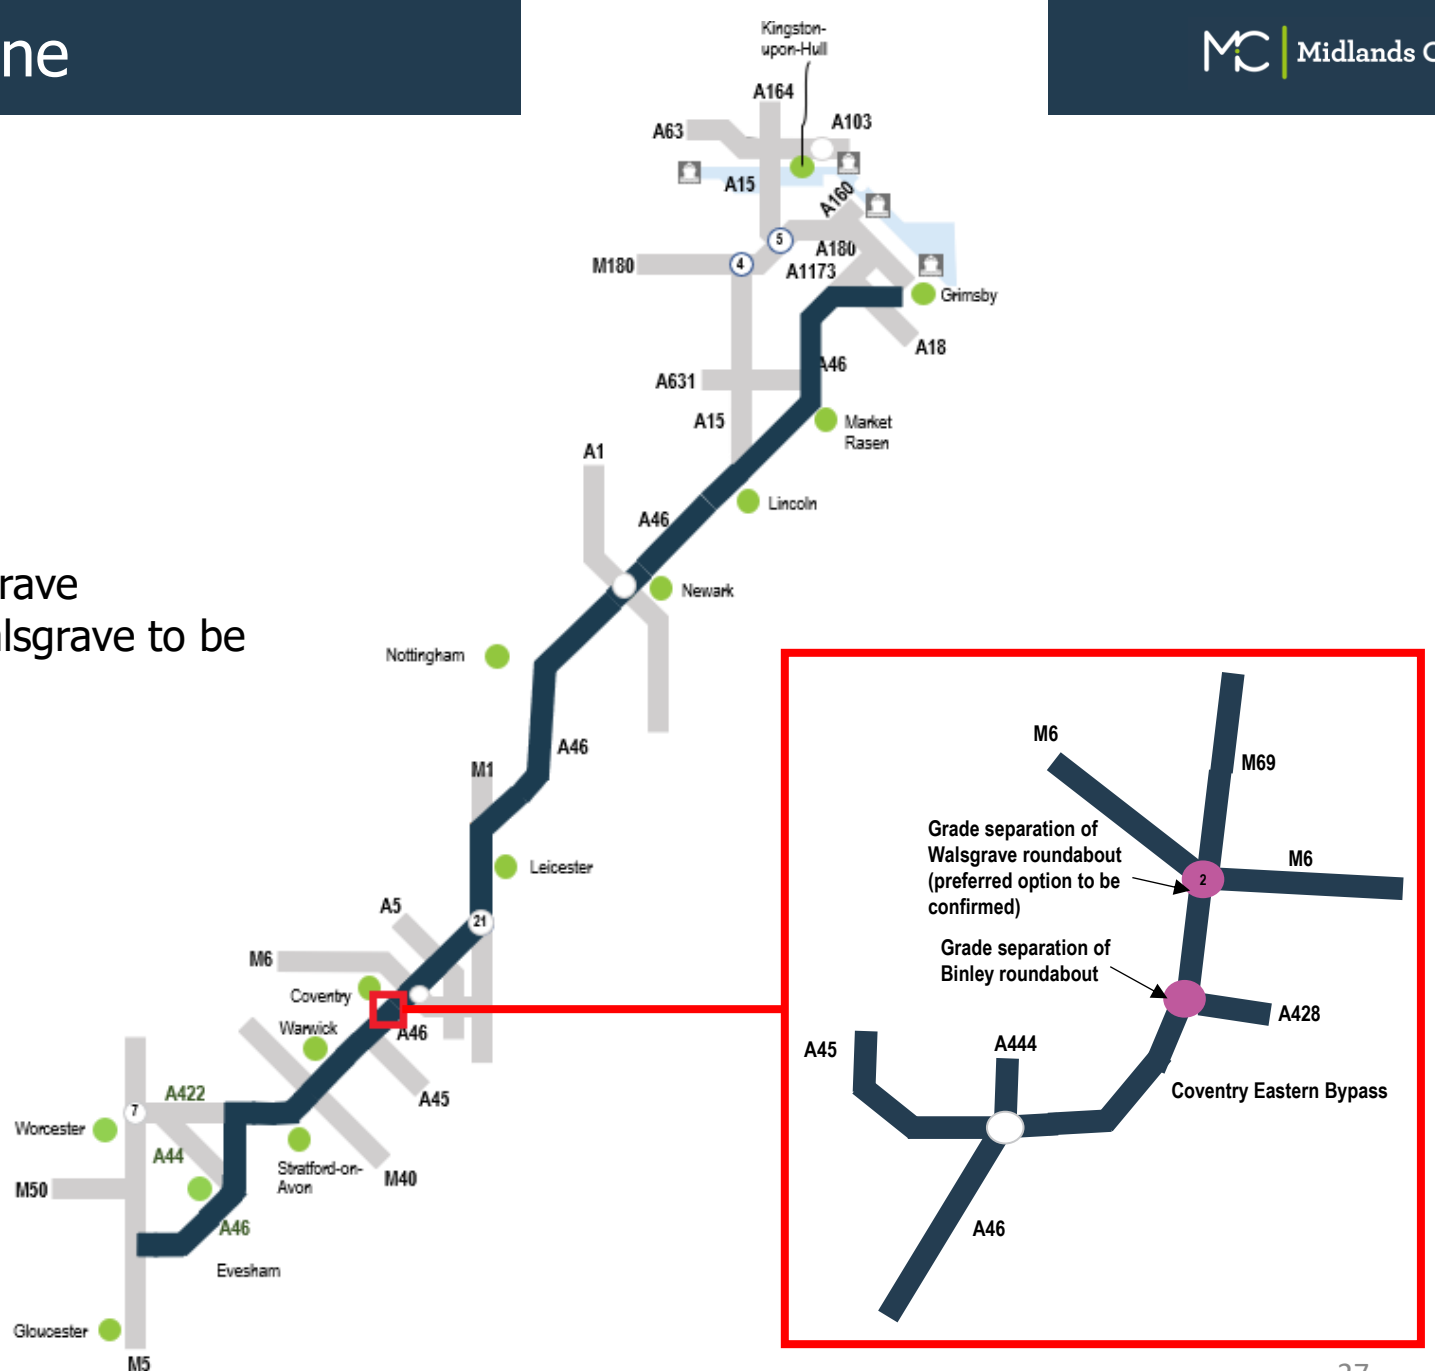 ne
Midlands C
Kingston-
upon-Hull
A164
A63
A103
A15
A160
5
A180
M180
4
A1173
Grimsby
A18
A46
A631
A15
Market
Rasen
A1
Lincoln
A46
Newark
rave
alsgrave to be
Nottingham
A46
M1
Leicester
A5
21
M6
Coventry
A46
Warwick
A45
A422
7
Worcester
A44
Stratford-on-
Avon
M40
M50
A46
Evesham
Gloucester
M5
M6
M69
Grade separation of
Walsgrave roundabout
(preferred option to be
confirmed)
2
M6
Grade separation of
Binley roundabout
A428
A45
A444
Coventry Eastern Bypass
A46